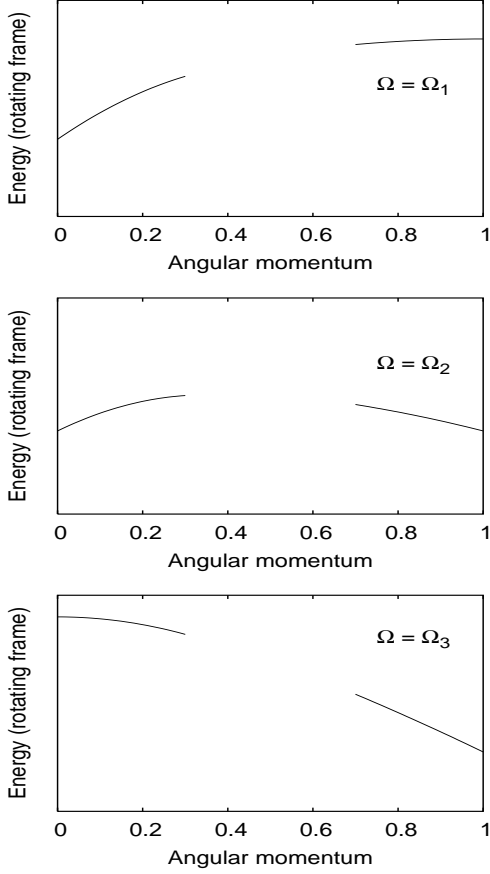 Energy (rotating frame)
Ω = Ω1
0 0.2 0.4 0.6 0.8 1
Angular momentum
Energy (rotating frame)
Ω = Ω2
0 0.2 0.4 0.6 0.8 1
Angular momentum
Energy (rotating frame)
Ω = Ω3
0 0.2 0.4 0.6 0.8 1
Angular momentum